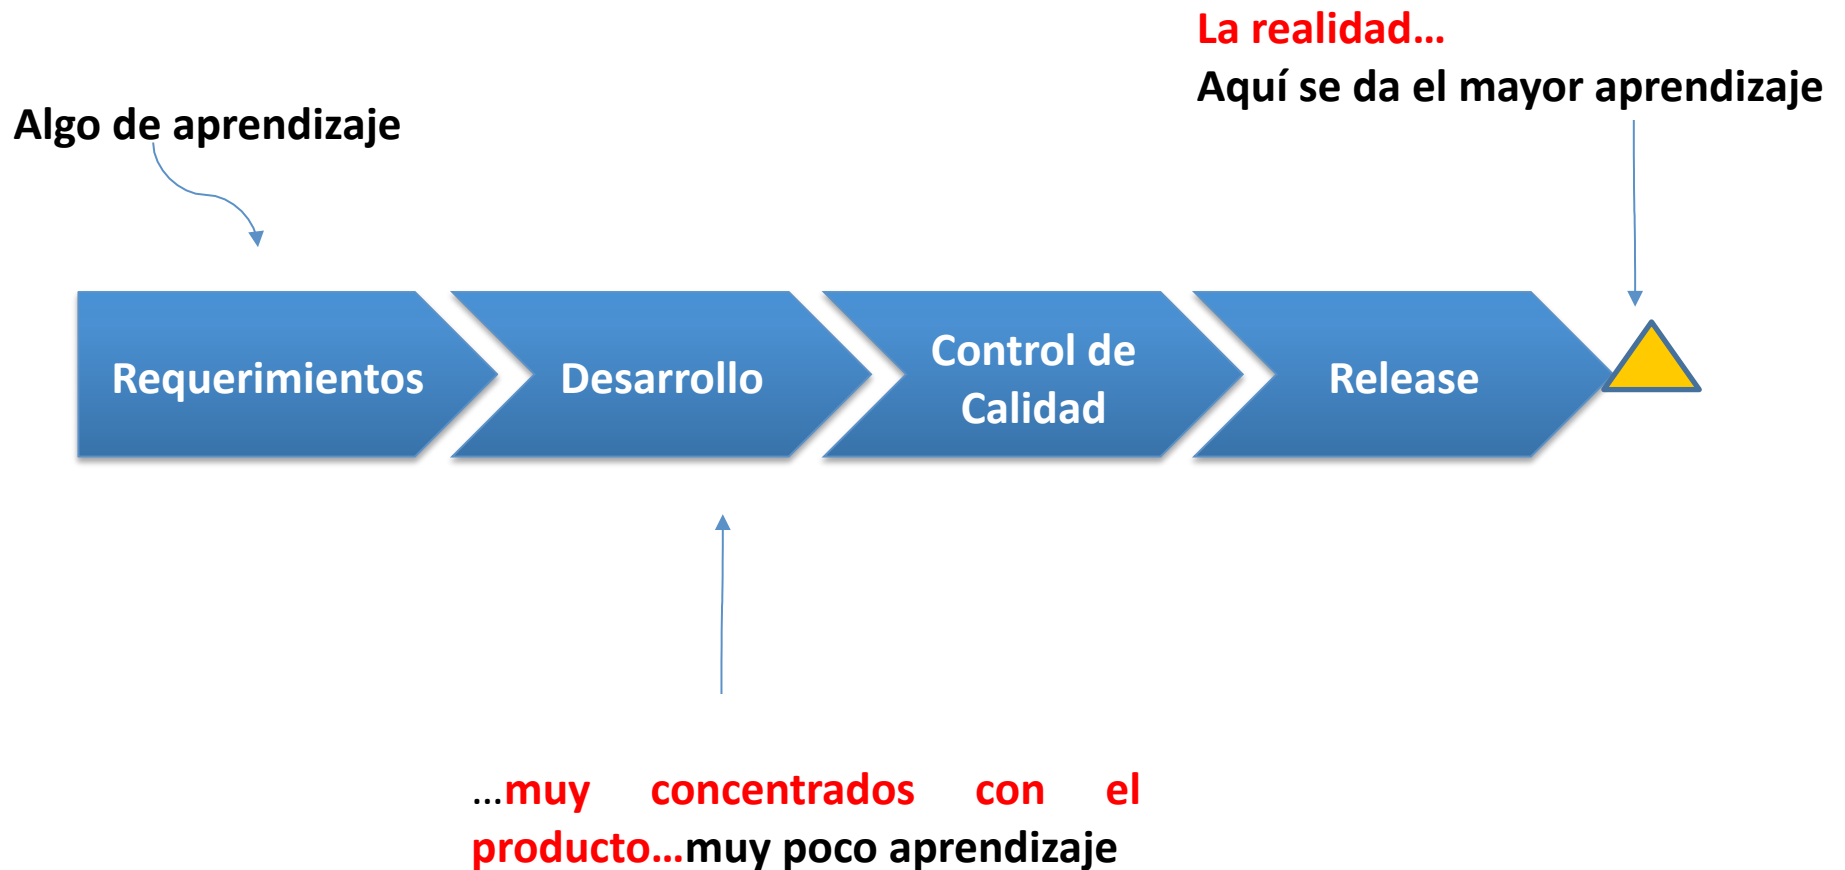 La realidad...
Aquí se da el mayor aprendizaje
Algo de aprendizaje
Requerimientos
Desarrollo
Control de
Calidad
Release
...muy concentrados con el
producto...muy poco aprendizaje